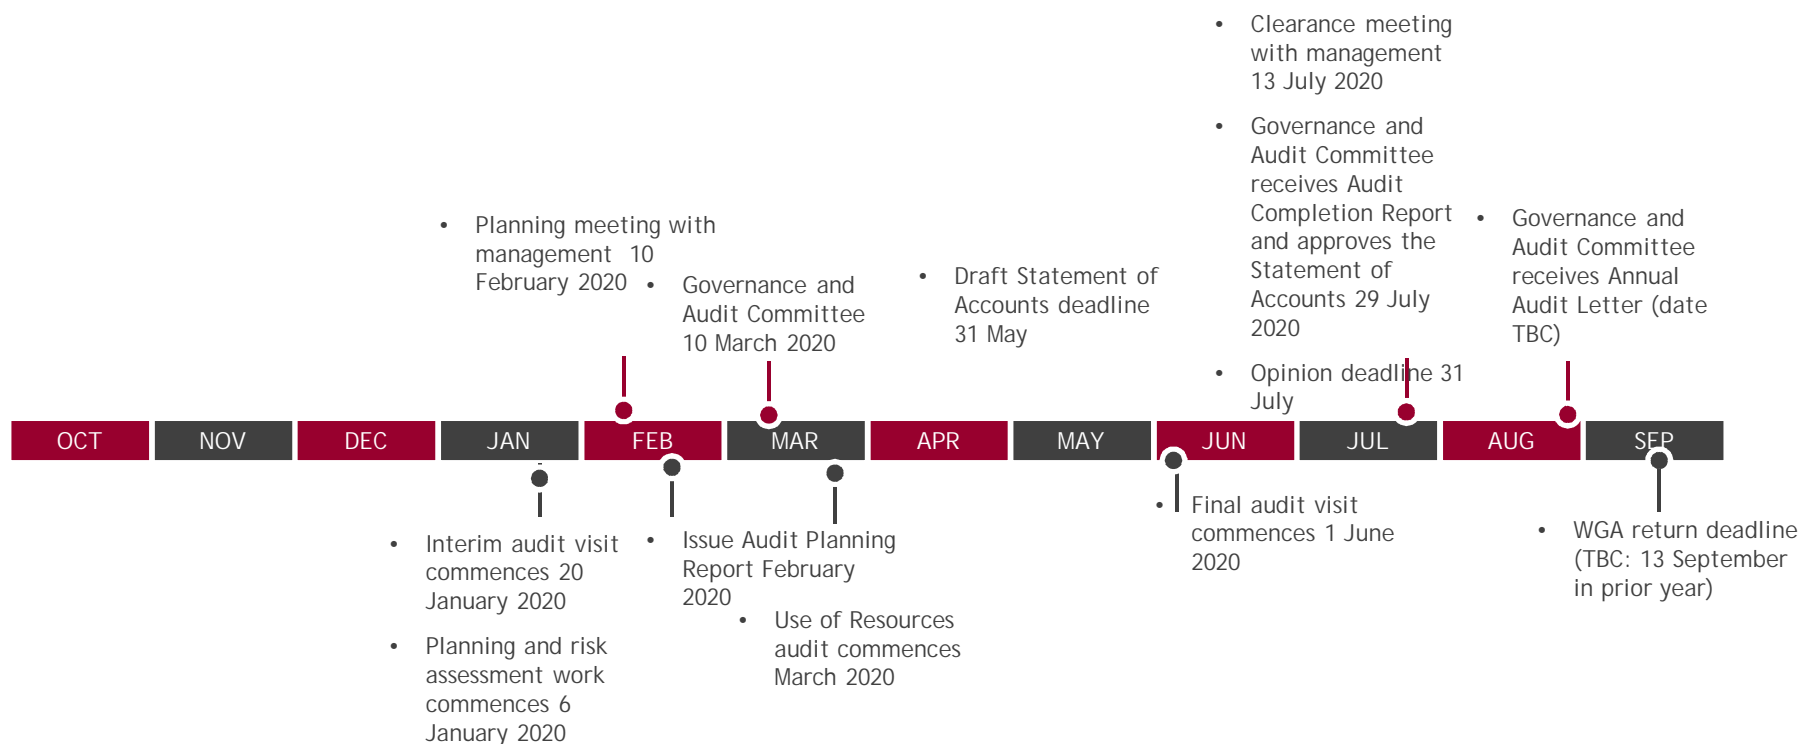 • Clearance meeting
with management
13 July 2020
• Governance and
Audit Committee
receives Audit
Completion Report
and approves the
Statement of
Accounts 29 July
2020
• Opinion deadline 31
July
• Planning meeting with
management 10
February 2020
• Governance and
Audit Committee
10 March 2020
• Draft Statement of
Accounts deadline
31 May
• Governance and
Audit Committee
receives Annual
Audit Letter (date
TBC)
OCT
NOV
DEC
JAN
FEB
MAR
APR
MAY
JUN
JUL
AUG
SEP
• Interim audit visit
commences 20
January 2020
• Planning and risk
assessment work
commences 6
January 2020
• Issue Audit Planning
Report February
2020
• Use of Resources
audit commences
March 2020
• Final audit visit
commences 1 June
2020
• WGA return deadline
(TBC: 13 September
in prior year)